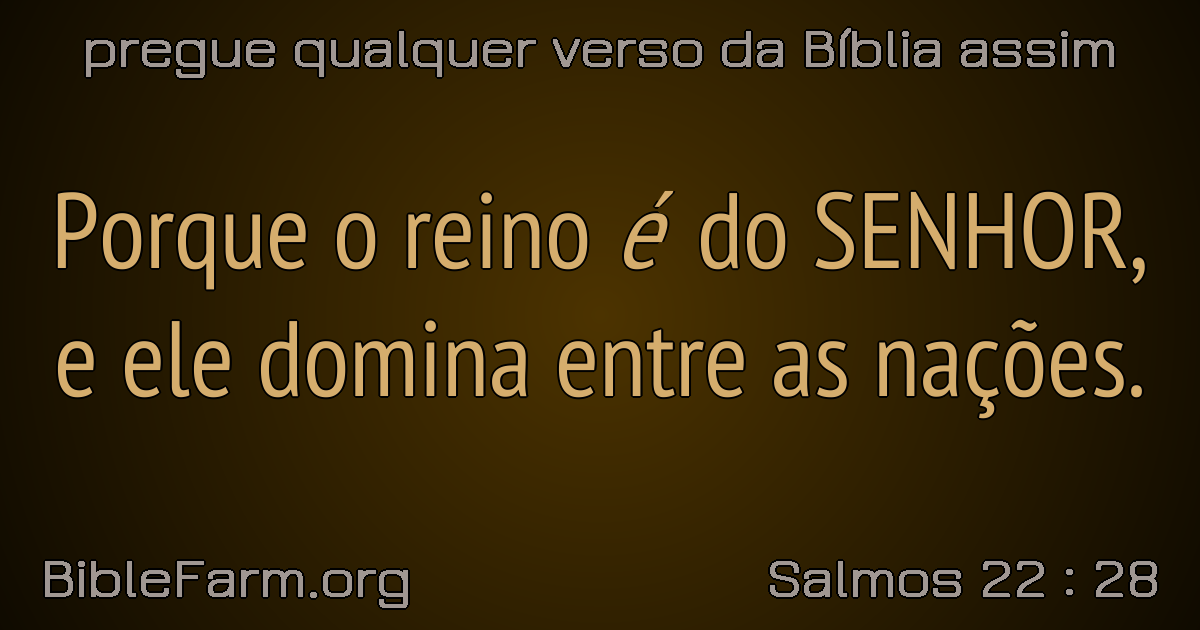 pregue qualquer verso da Bíblia assim
Porque o reino é do SENHOR,
e ele domina entre as nações.
BibleFarm.org
Salmos 22 : 28